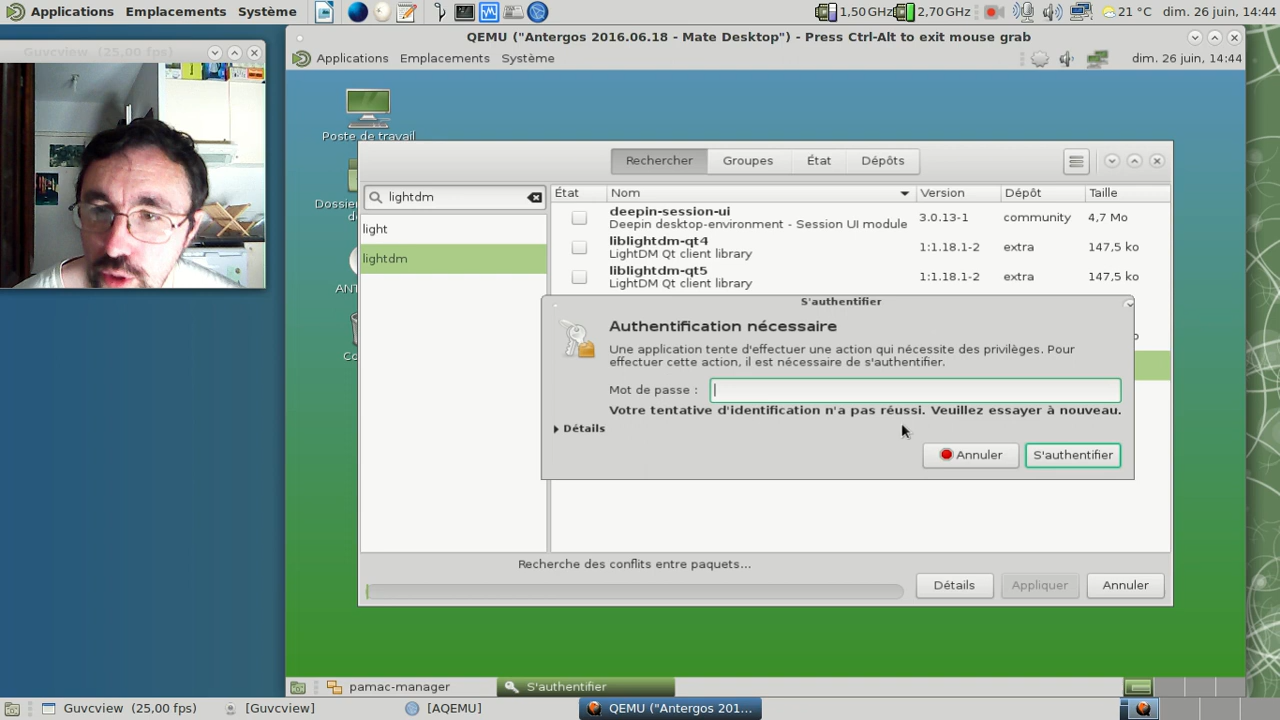 Applications Emplacements Système 1,50 GHz 2,70 GHz 21 °C dim. 26 juin, 14:44
Guvcview (25.00 fps)
QEMU ("Antergos 2016.06.18 - Mate Desktop") - Press Ctrl-Alt to exit mouse grab
Applications Emplacements Système dim. 26 juin, 14:44
Poste de travail
Dossier
d
ANT
Co
Rechercher Groupes État Dépôts
lightdm
light
lightdm
État Nom Version Dépôt Taille
deepin-session-ui 3.0.13-1 community 4,7 Mo
Deepin desktop-environment - Session UI module
liblightdm-qt4 1:1.18.1-2 extra 147,5 ko
LightDM Qt client library
liblightdm-qt5 1:1.18.1-2 extra 147,5 ko
LightDM Qt client library
S'authentifier
Authentification nécessaire
Une application tente d'effectuer une action qui nécessite des privilèges. Pour
effectuer cette action, il est nécessaire de s'authentifier.
Mot de passe :
Votre tentative d'identification n'a pas réussi. Veuillez essayer à nouveau.
Détails
Annuler S'authentifier
Recherche des conflits entre paquets...
Détails Appliquer Annuler
pamac-manager S'authentifier
Guvcview (25,00 fps) [Guvcview] [AQEMU] QEMU ("Antergos 201...